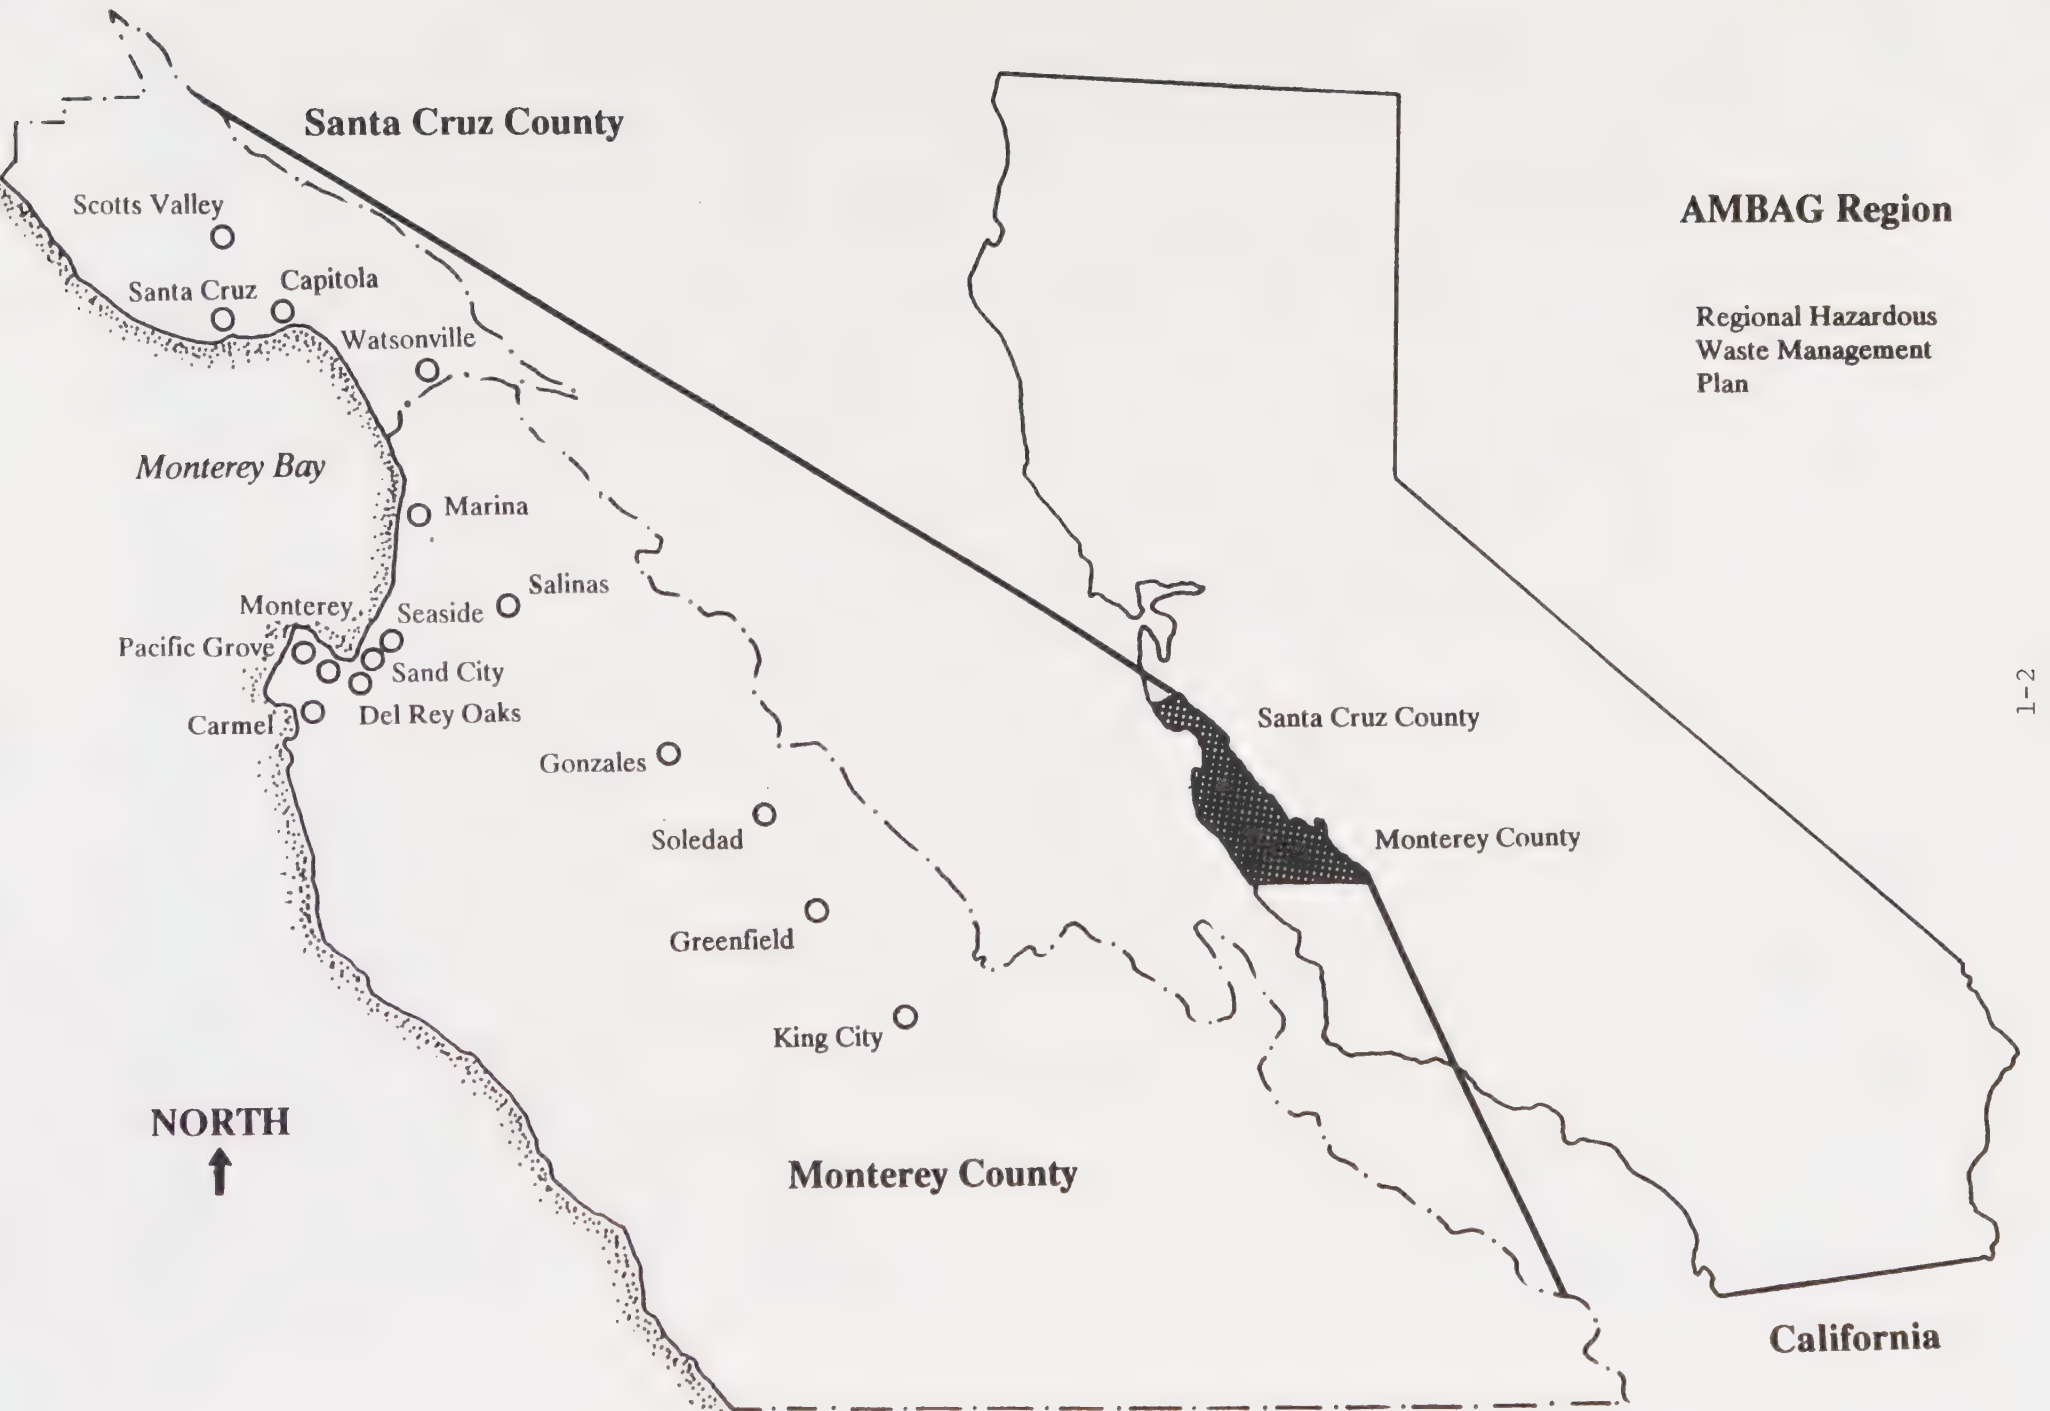 Santa Cruz County
AMBAG Region
Regional Hazardous
Waste Management
Plan
Scotts Valley
Santa Cruz
Capitola
Watsonville
Monterey Bay
Marina
Salinas
Monterey
Seaside
Pacific Grove
Sand City
Carmel
Del Rey Oaks
Gonzales
Soledad
Greenfield
King City
Santa Cruz County
Monterey County
NORTH
Monterey County
California
1-2